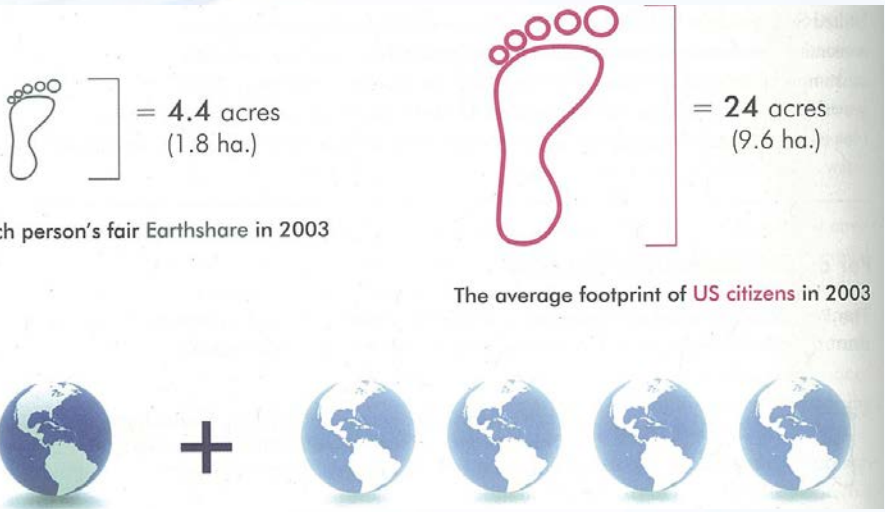 = 4.4 acres
(1.8 ha.)
ch person's fair Earthshare in 2003
= 24 acres
(9.6 ha.)
The average footprint of US citizens in 2003
+